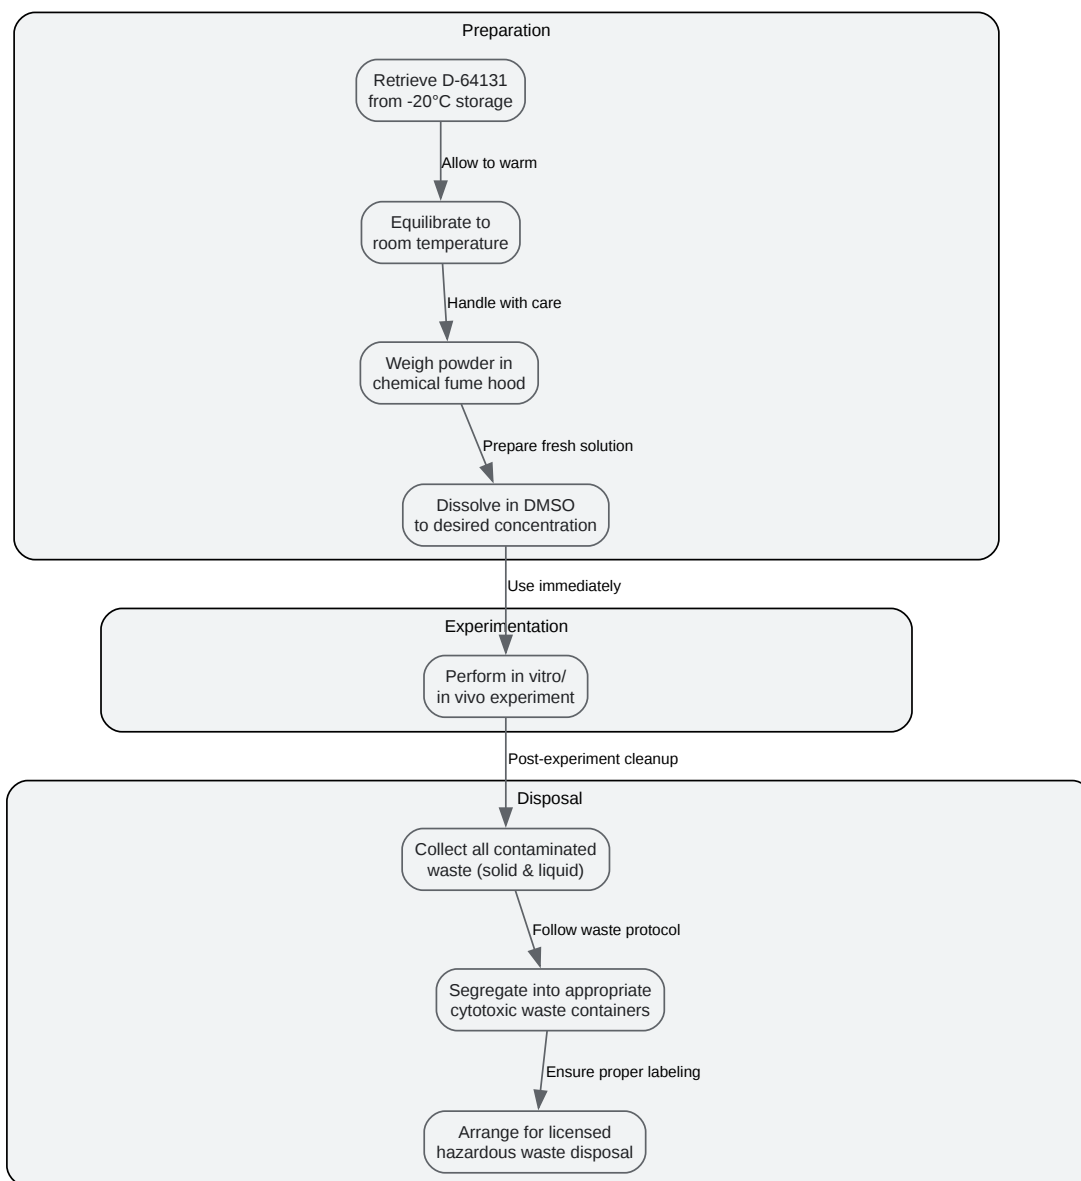 Preparation
Retrieve D-64131
from -20°C storage
Allow to warm
Equilibrate to
room temperature
Handle with care
Weigh powder in
chemical fume hood
Prepare fresh solution
Dissolve in DMSO
to desired concentration
Use immediately
Experimentation
Perform in vitro/
in vivo experiment
Post-experiment cleanup
Disposal
Collect all contaminated
waste (solid & liquid)
Follow waste protocol
Segregate into appropriate
cytotoxic waste containers
Ensure proper labeling
Arrange for licensed
hazardous waste disposal